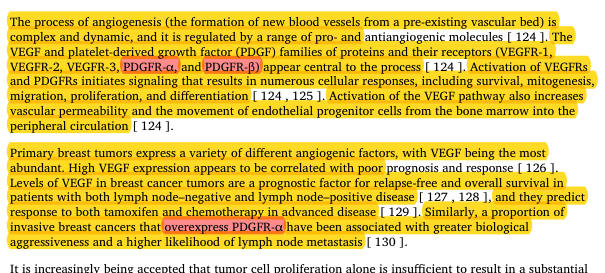 The process of angiogenesis (the formation of new blood vessels from a pre-existing vascular bed) is
complex and dynamic, and it is regulated by a range of pro- and antiangiogenic molecules [ 124 ]. The
VEGF and platelet-derived growth factor (PDGF) families of proteins and their receptors (VEGFR-1,
VEGFR-2, VEGFR-3, PDGFR-α, and PDGFR-β) appear central to the process [ 124 ]. Activation of VEGFRs
and PDGFRs initiates signaling that results in numerous cellular responses, including survival, mitogenesis,
migration, proliferation, and differentiation [ 124 , 125 ]. Activation of the VEGF pathway also increases
vascular permeability and the movement of endothelial progenitor cells from the bone marrow into the
peripheral circulation [ 124 ].
Primary breast tumors express a variety of different angiogenic factors, with VEGF being the most
abundant. High VEGF expression appears to be correlated with poor prognosis and response [ 126 ].
Levels of VEGF in breast cancer tumors are a prognostic factor for relapse-free and overall survival in
patients with both lymph node–negative and lymph node–positive disease [ 127 , 128 ], and they predict
response to both tamoxifen and chemotherapy in advanced disease [ 129 ]. Similarly, a proportion of
invasive breast cancers that overexpress PDGFR-α have been associated with greater biological
aggressiveness and a higher likelihood of lymph node metastasis [ 130 ].
It is increasingly being accepted that tumor cell proliferation alone is insufficient to result in a substantial